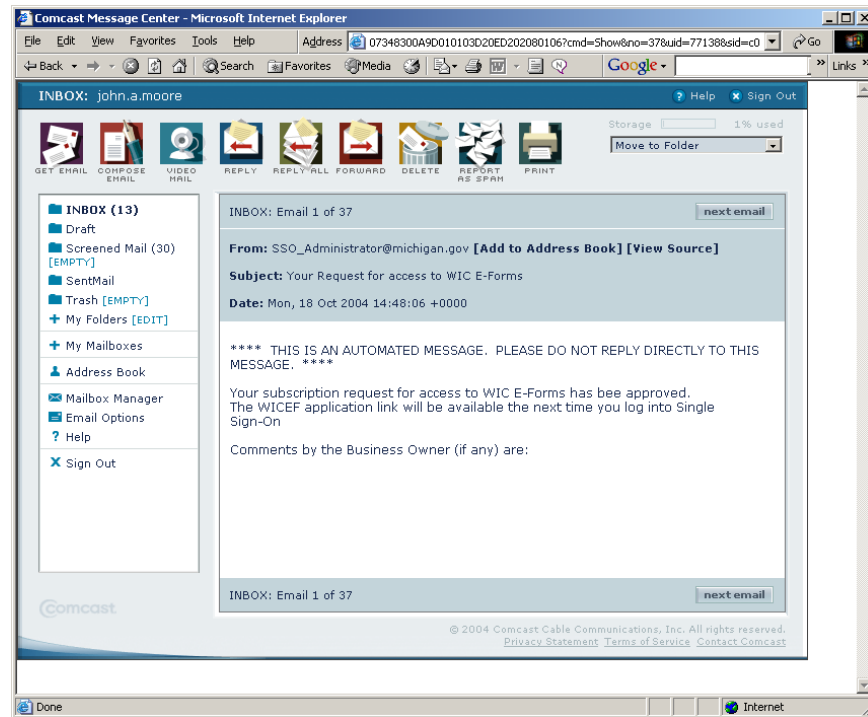 Comcast Message Center - Microsoft Internet Explorer
File Edit View Favorites Tools Help Address 07348300A9D010103D20ED202080106?cmd=Show&no=37&uid=77138&sid=c0 Go
Back Search Favorites Media Google Links
INBOX: john.a.moore Help Sign Out
Storage 1% used
Move to Folder
GET EMAIL COMPOSE EMAIL VIDEO MAIL REPLY REPLY ALL FORWARD DELETE REPORT AS SPAM PRINT
INBOX (13)
Draft
Screened Mail (30)
[EMPTY]
SentMail
Trash [EMPTY]
My Folders [EDIT]
My Mailboxes
Address Book
Mailbox Manager
Email Options
? Help
X Sign Out
INBOX: Email 1 of 37 next email
From: SSO_Administrator@michigan.gov [Add to Address Book] [View Source]
Subject: Your Request for access to WIC E-Forms
Date: Mon, 18 Oct 2004 14:48:06 +0000
**** THIS IS AN AUTOMATED MESSAGE. PLEASE DO NOT REPLY DIRECTLY TO THIS
MESSAGE. ****
Your subscription request for access to WIC E-Forms has bee approved.
The WICEF application link will be available the next time you log into Single
Sign-On
Comments by the Business Owner (if any) are:
INBOX: Email 1 of 37 next email
Comcast
© 2004 Comcast Cable Communications, Inc. All rights reserved.
Privacy Statement Terms of Service Contact Comcast
Done Internet